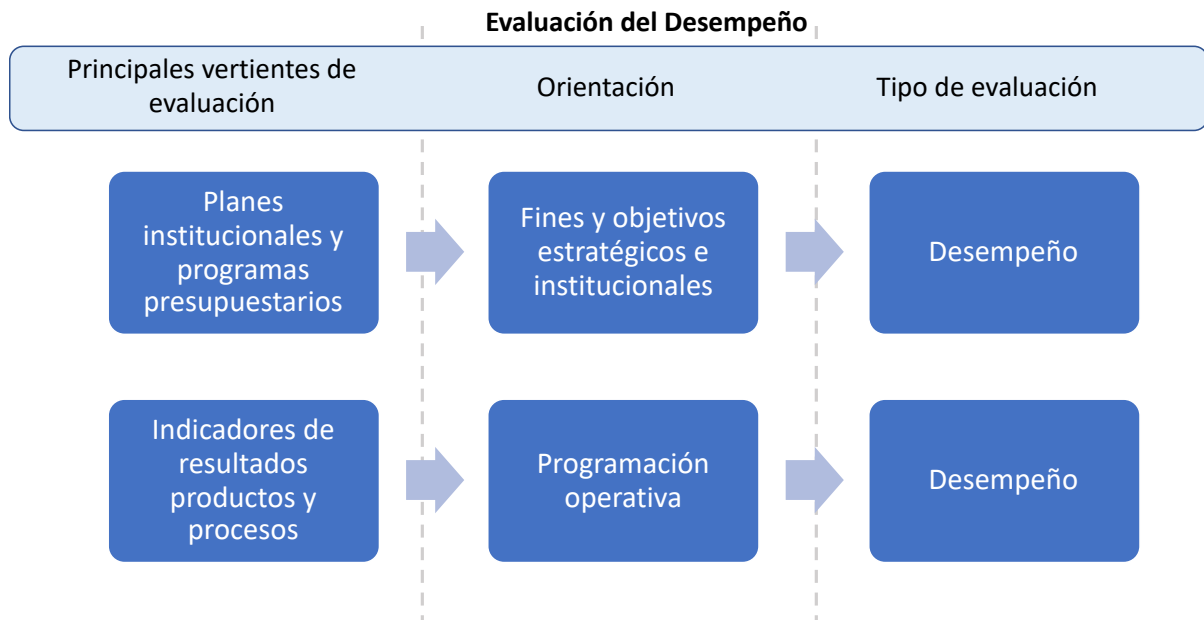 Evaluación del Desempeño
Principales vertientes de
evaluación
Orientación
Tipo de evaluación
Planes
institucionales y
programas
presupuestarios
Fines y objetivos
estratégicos e
institucionales
Desempeño
Indicadores de
resultados
productos y
procesos
Programación
operativa
Desempeño